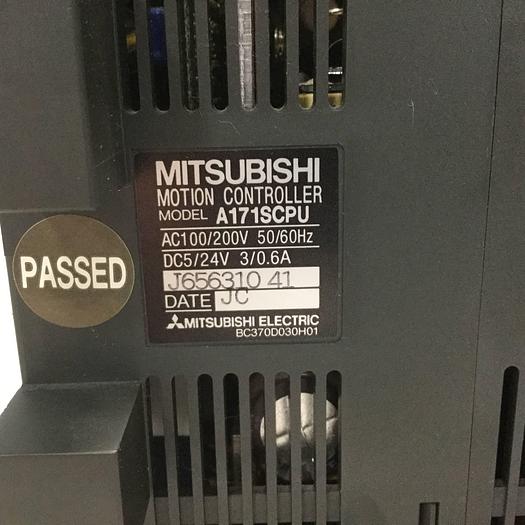 MITSUBISHI
MOTION CONTROLLER
MODEL A171SCPU
AC100/200V 50/60Hz
DC5/24V 3/0.6A
J656310 41
DATE JC
MITSUBISHI ELECTRIC
BC370D030H01
PASSED